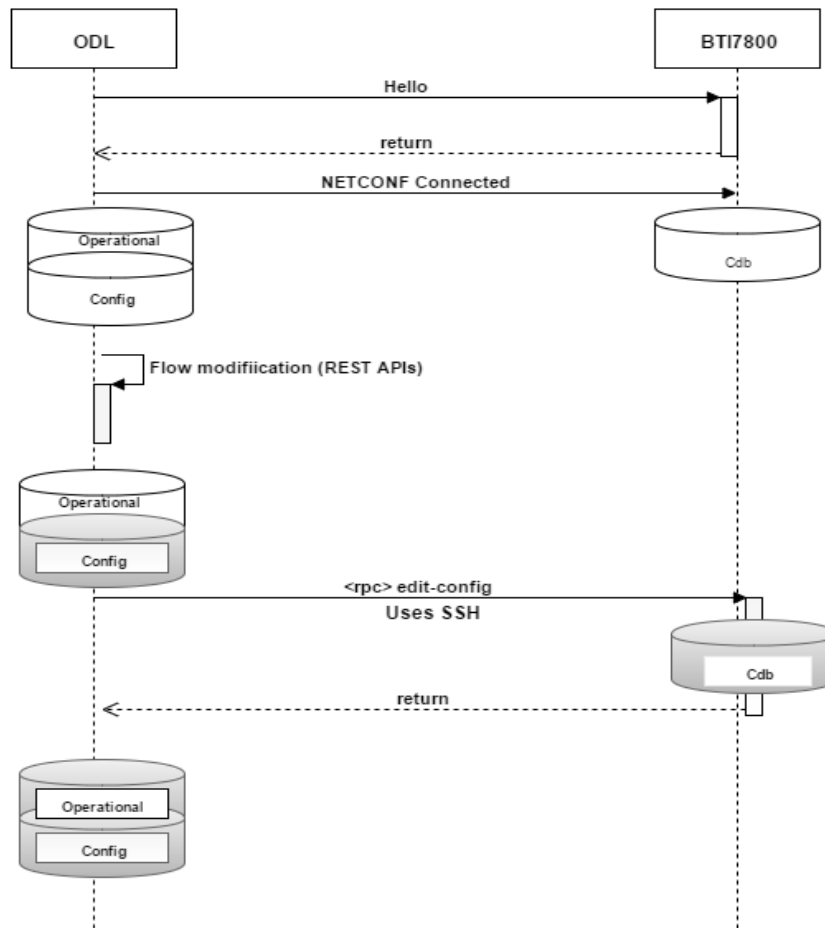 ODL
BTI7800
Hello
return
NETCONF Connected
Operational
Config
Cdb
Flow modifiication (REST APIs)
Operational
Config
<rpc> edit-config
Uses SSH
Cdb
return
Operational
Config